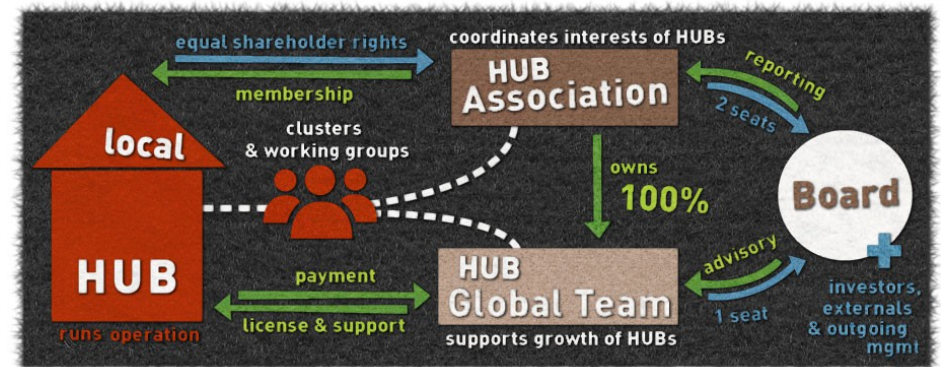 equal shareholder rights
membership
coordinates interests of HUBs
HUB
Association
reporting
2 seats
local
clusters
& working groups
owns
100%
Board
HUB
runs operation
payment
license & support
HUB
Global Team
supports growth of HUBs
advisory
1 seat
investors,
externals
& outgoing
mgmt